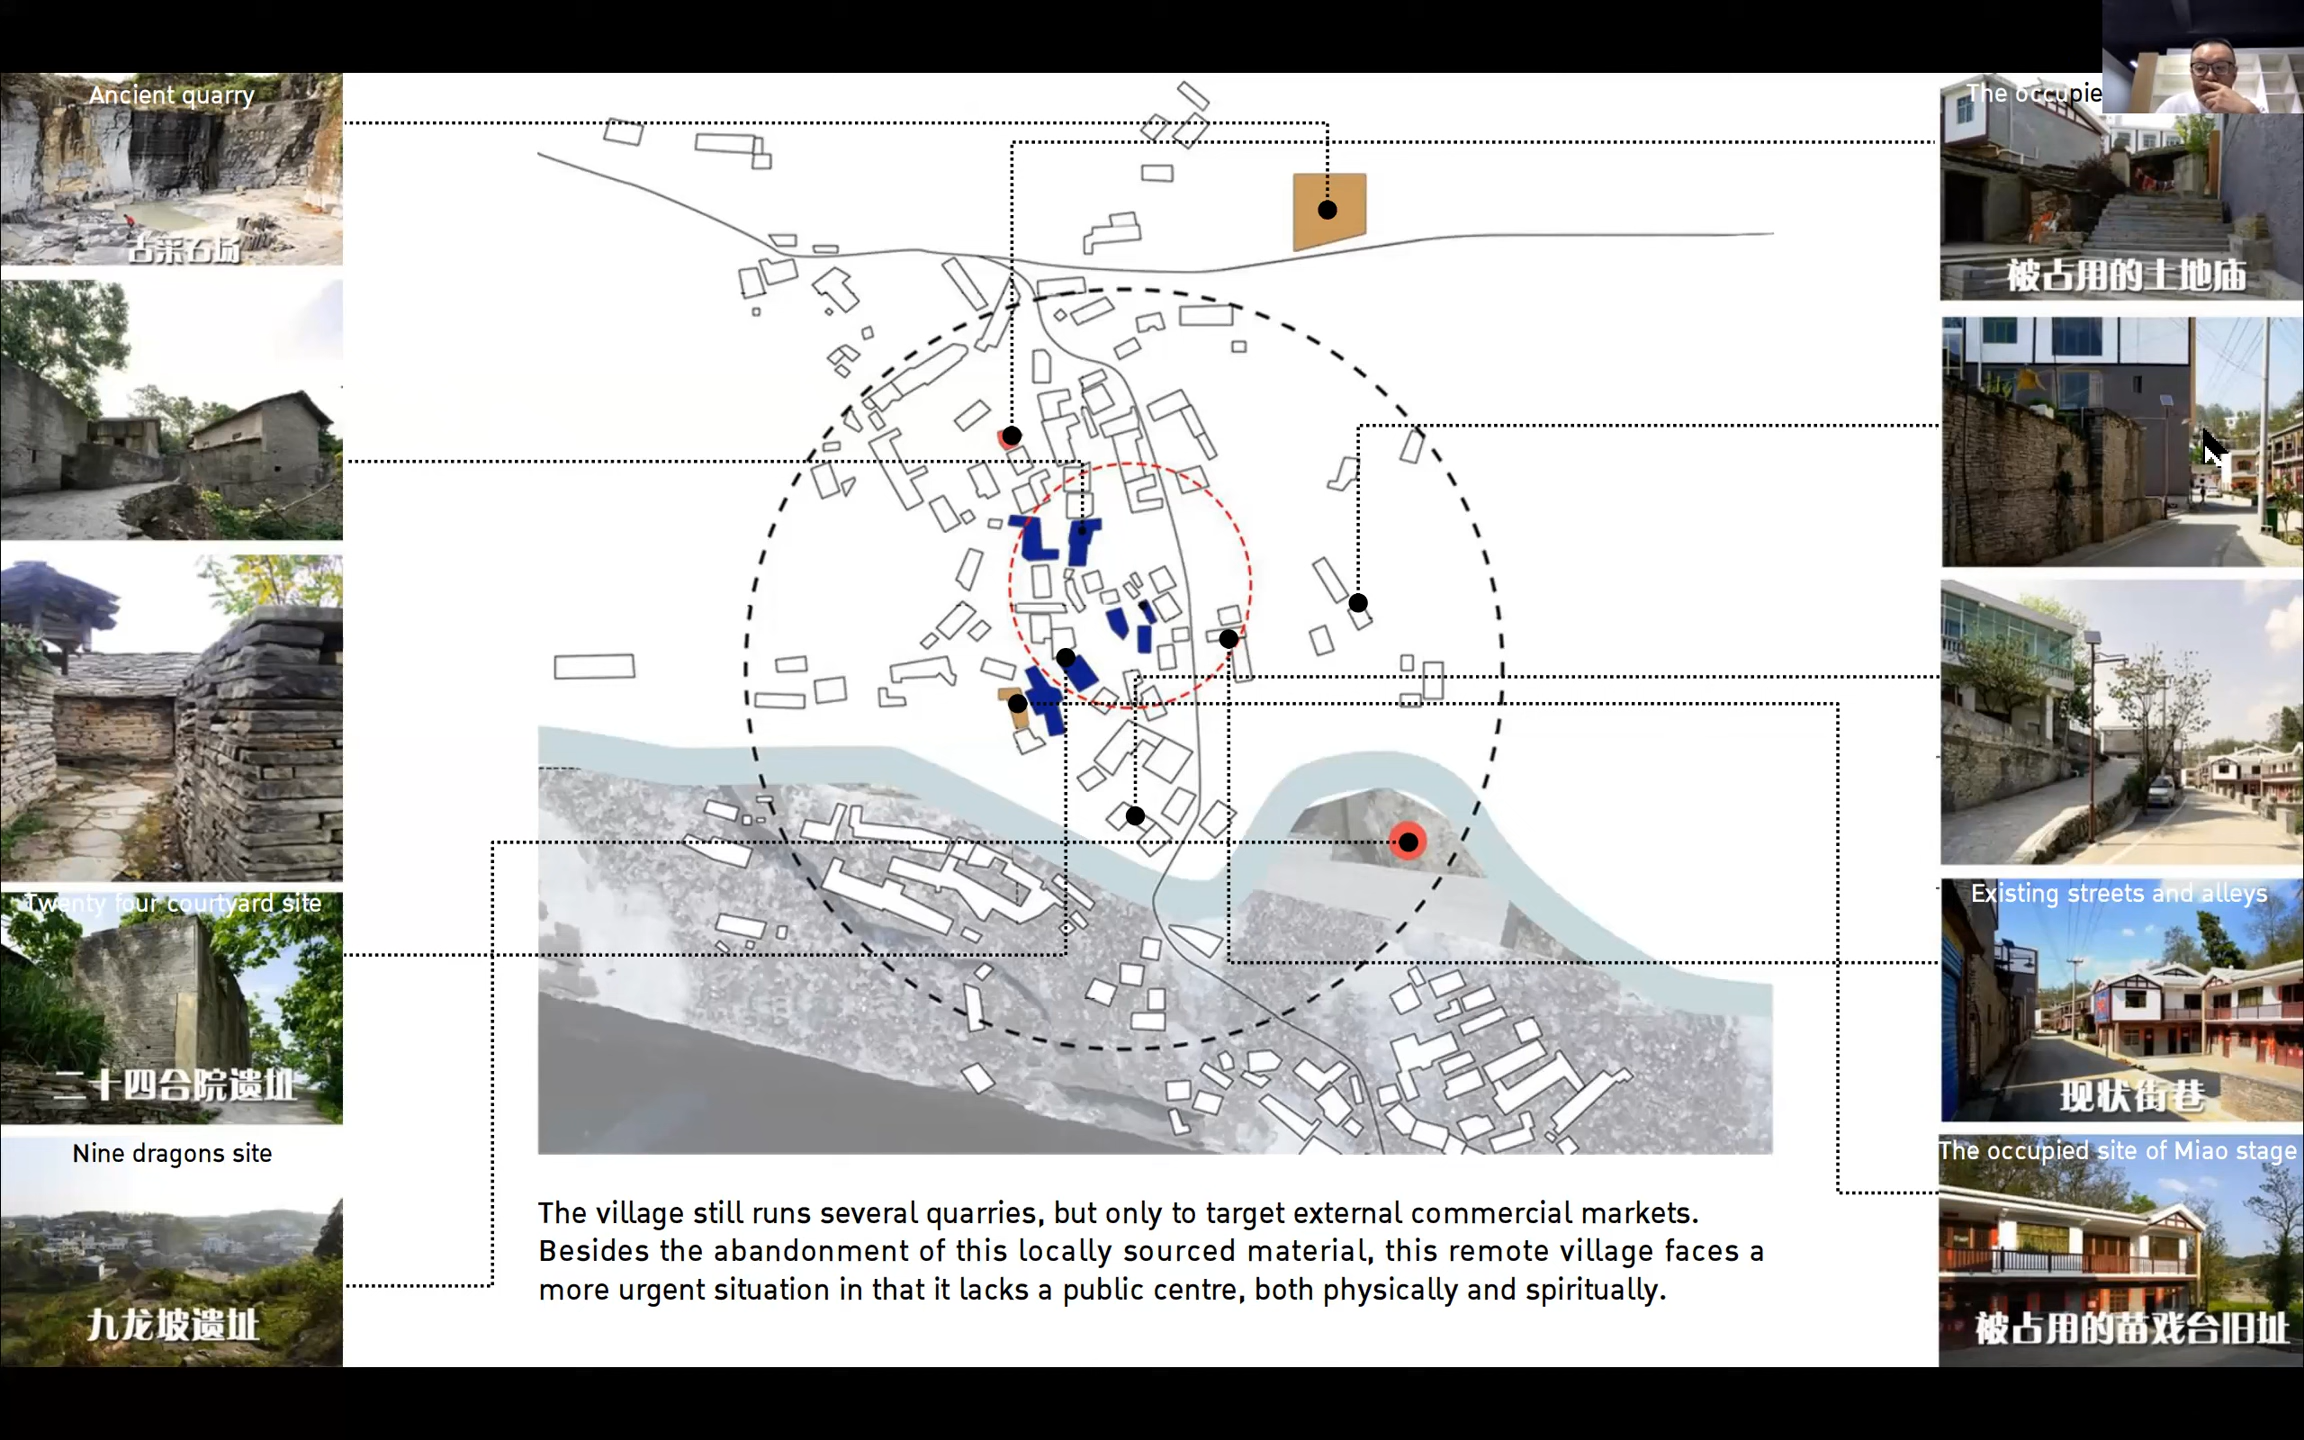 Ancient quarry
古采石场
Twenty four courtyard site
二十四合院遗址
Nine dragons site
九龙坡遗址
The village still runs several quarries, but only to target external commercial markets.
Besides the abandonment of this locally sourced material, this remote village faces a
more urgent situation in that it lacks a public centre, both physically and spiritually.
The occupie
被占用的土地庙
Existing streets and alleys
现状街巷
The occupied site of Miao stage
被占用的苗戏台旧址